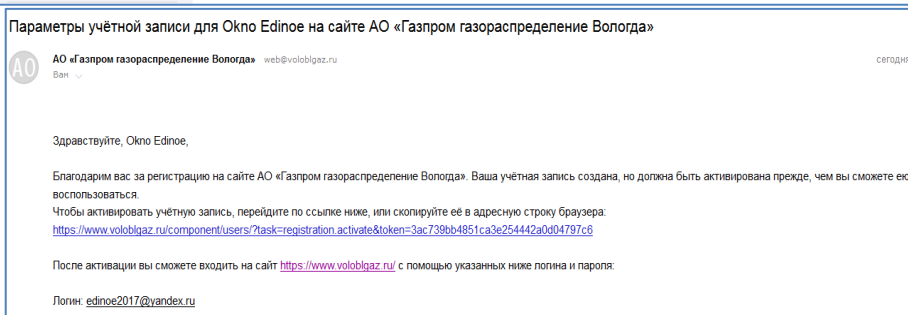 Параметры учётной записи для Okno Edinoe на сайте АО «Газпром газораспределение Вологда»
АО
АО «Газпром газораспределение Вологда» web@voloblgaz.ru сегодня
Вам
Здравствуйте, Okno Edinoe,
Благодарим вас за регистрацию на сайте АО «Газпром газораспределение Вологда». Ваша учётная запись создана, но должна быть активирована прежде, чем вы сможете ею
воспользоваться.
Чтобы активировать учётную запись, перейдите по ссылке ниже, или скопируйте её в адресную строку браузера:
https://www.voloblgaz.ru/component/users/?task=registration.activate&token=3ac739bb4851ca3e254442a0d04797c6
После активации вы сможете входить на сайт https://www.voloblgaz.ru/ с помощью указанных ниже логина и пароля:
Логин: edinoe2017@yandex.ru